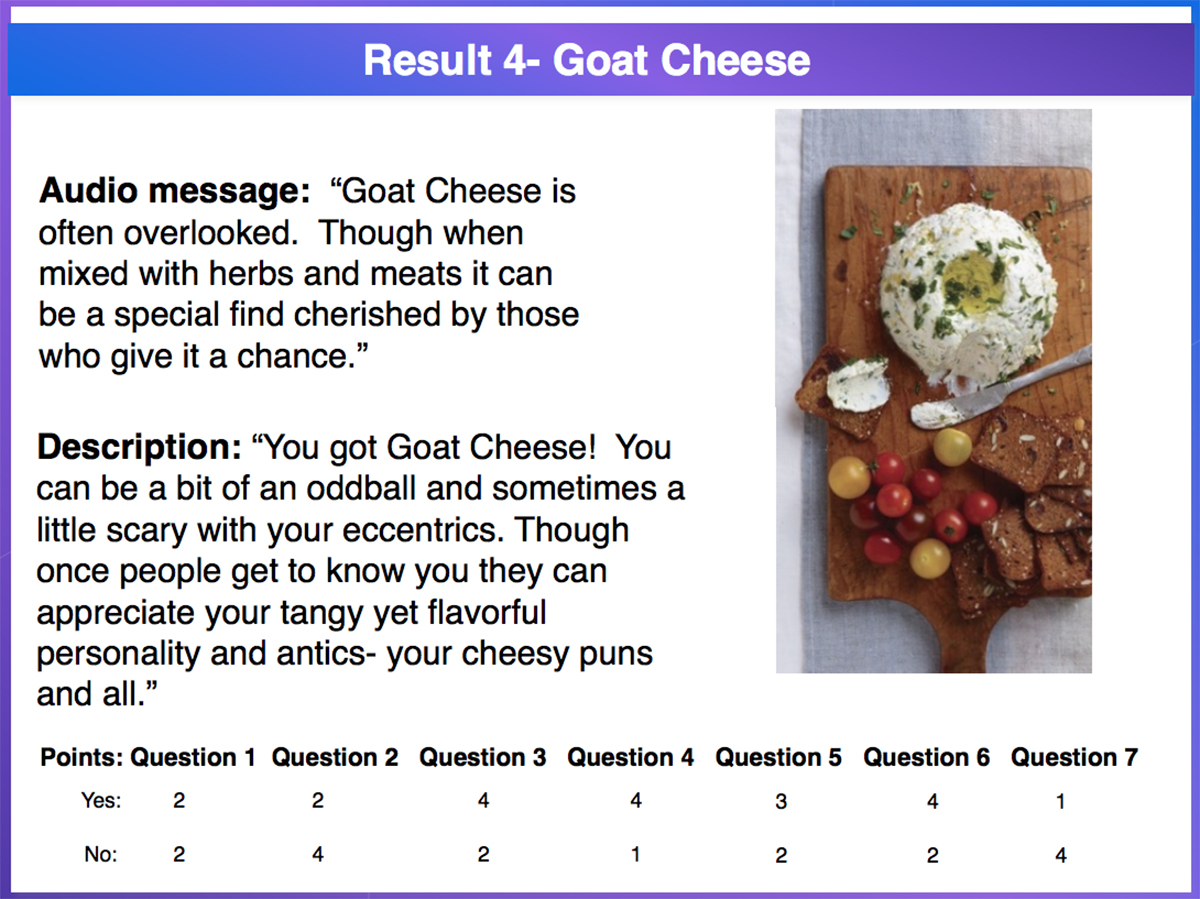 Result 4- Goat Cheese
Audio message:  “Goat Cheese is
often overlooked.  Though when
mixed with herbs and meats it can
be a special find cherished by those
who give it a chance.”
Description: “You got Goat Cheese!  You
can be a bit of an oddball and sometimes a
little scary with your eccentrics. Though
once people get to know you they can
appreciate your tangy yet flavorful
personality and antics- your cheesy puns
and all.”
Points: Question 1 Question 2 Question 3 Question 4 Question 5 Question 6 Question 7
Yes: 2 2 4 4 3 4 1
No: 2 4 2 1 2 2 4